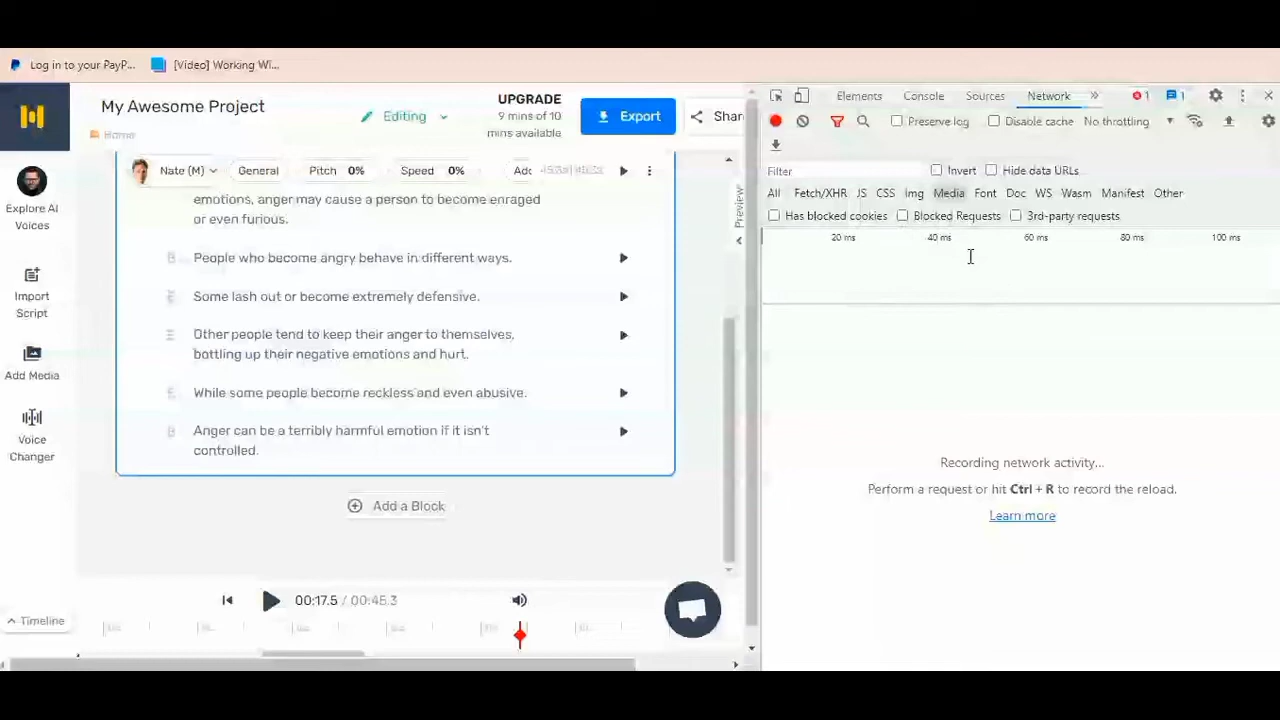 Log in to your PayP...
[Video] Working Wi...
My Awesome Project
Home
Editing
UPGRADE
9 mins of 10
mins available
Export
Shar
Explore AI
Voices
Import
Script
Add Media
Voice
Changer
Timeline
Nate (M)
General
Pitch 0%
Speed 0%
emotions, anger may cause a person to become enraged
or even furious.
People who become angry behave in different ways.
Some lash out or become extremely defensive.
Other people tend to keep their anger to themselves,
bottling up their negative emotions and hurt.
While some people become reckless and even abusive.
Anger can be a terribly harmful emotion if it isn't
controlled.
Add a Block
00:17.5 / 00:45.3
Preview
Elements Console Sources Network 1 1
Preserve log Disable cache No throttling
Filter Invert Hide data URLs
All Fetch/XHR JS CSS Img Media Font Doc WS Wasm Manifest Other
Has blocked cookies Blocked Requests 3rd-party requests
20 ms 40 ms 60 ms 80 ms 100 ms
Recording network activity...
Perform a request or hit Ctrl + R to record the reload.
Learn more